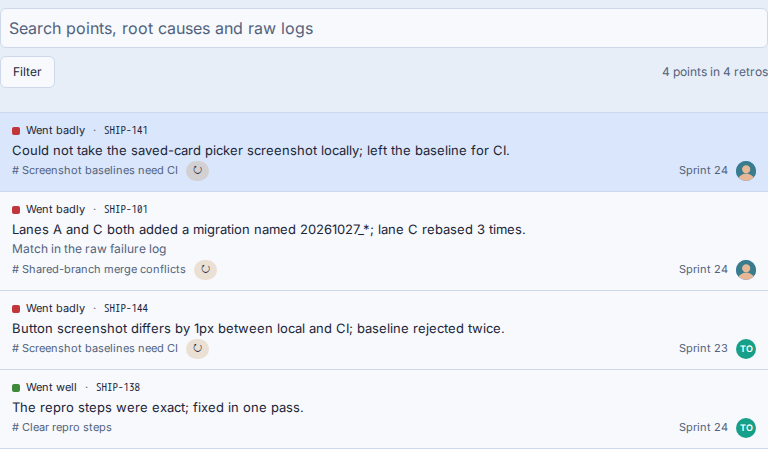 Search points, root causes and raw logs
Filter
4 points in 4 retros
Went badly · SHIP-141
Could not take the saved-card picker screenshot locally; left the baseline for CI.
# Screenshot baselines need CI
Sprint 24
Went badly · SHIP-101
Lanes A and C both added a migration named 20261027_*; lane C rebased 3 times.
Match in the raw failure log
# Shared-branch merge conflicts
Sprint 24
Went badly · SHIP-144
Button screenshot differs by 1px between local and CI; baseline rejected twice.
# Screenshot baselines need CI
Sprint 23 TO
Went well · SHIP-138
The repro steps were exact; fixed in one pass.
# Clear repro steps
Sprint 24 TO